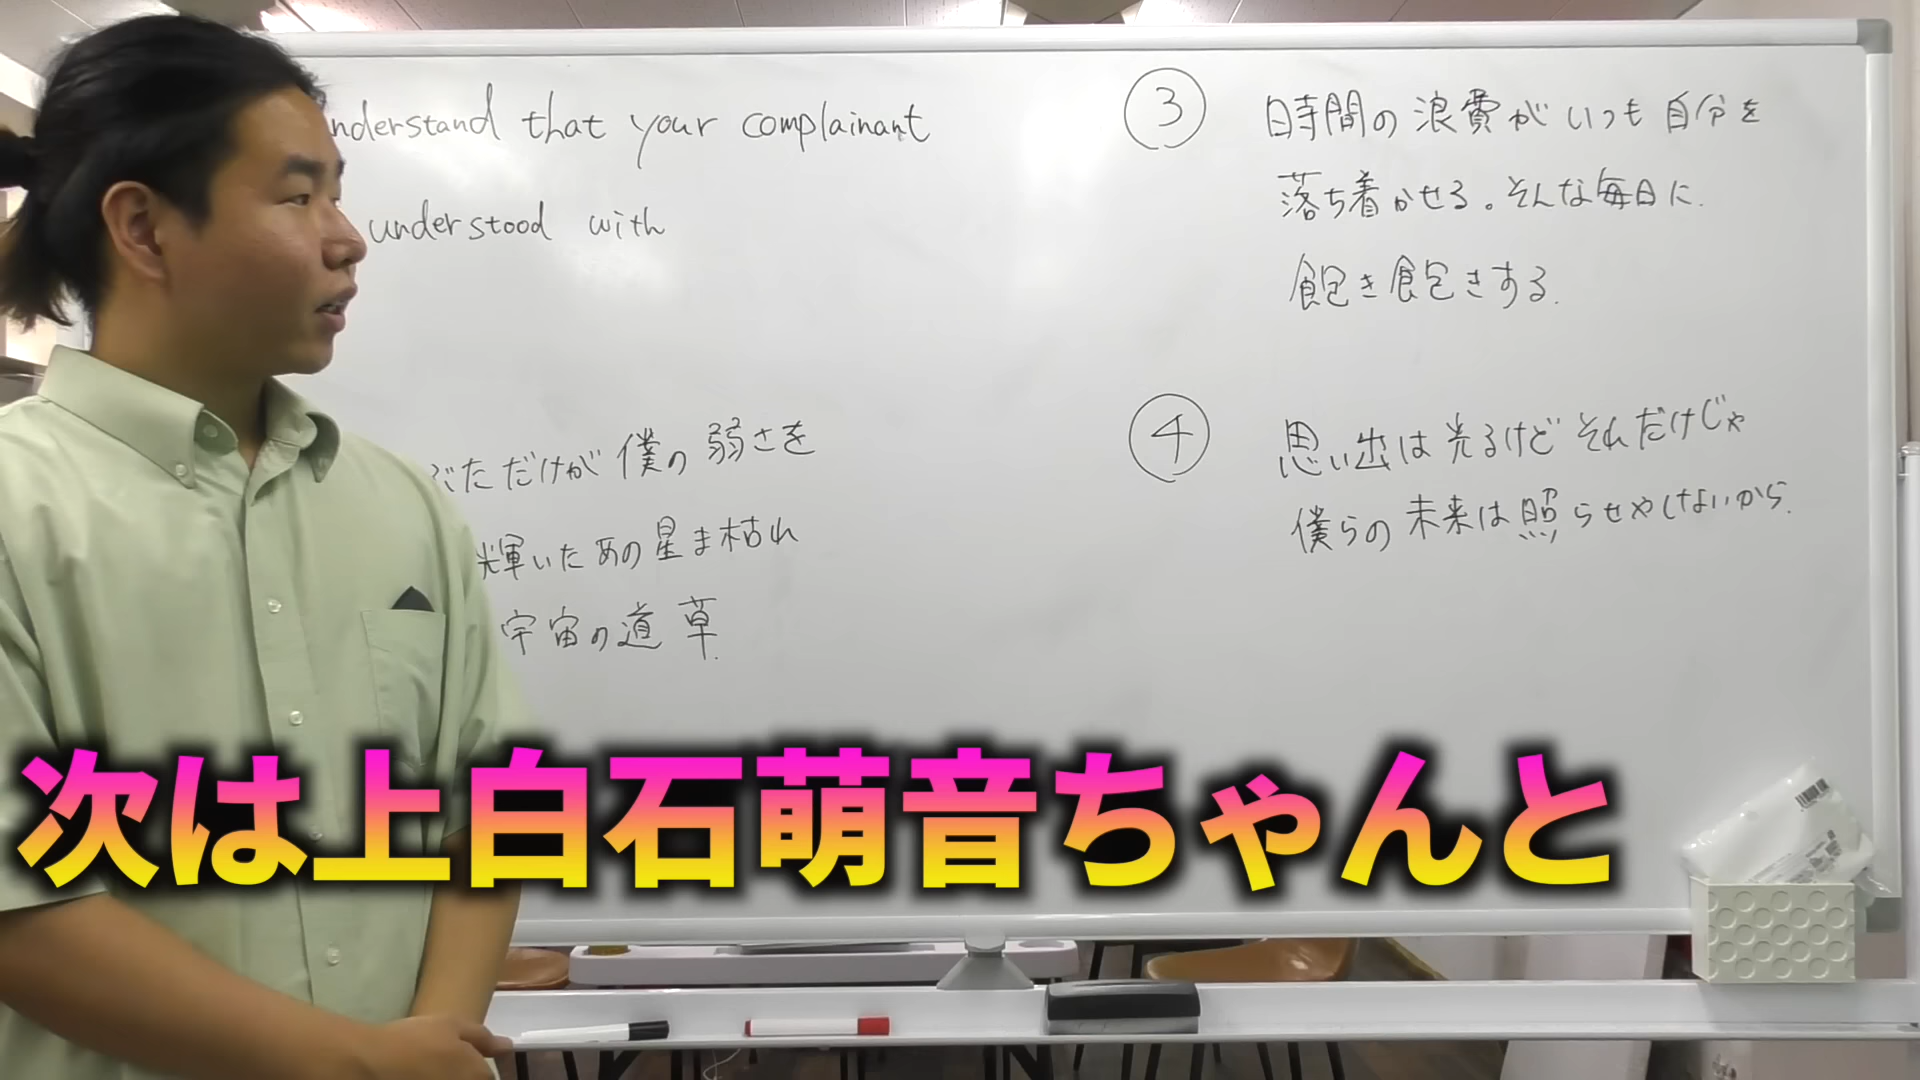 nderstand that your complainant
understood with
ぶただけが僕の弱さを
輝いたあの星ま枯れ
宇宙の道草.
③ 時間の浪費がいつも自分を
落ち着かせる。そんな毎日に.
飽き飽きする.
④ 思い出は光るけどそれだけじゃ
僕らの未来は照らせやしないから.
次は上白石萌音ちゃんと